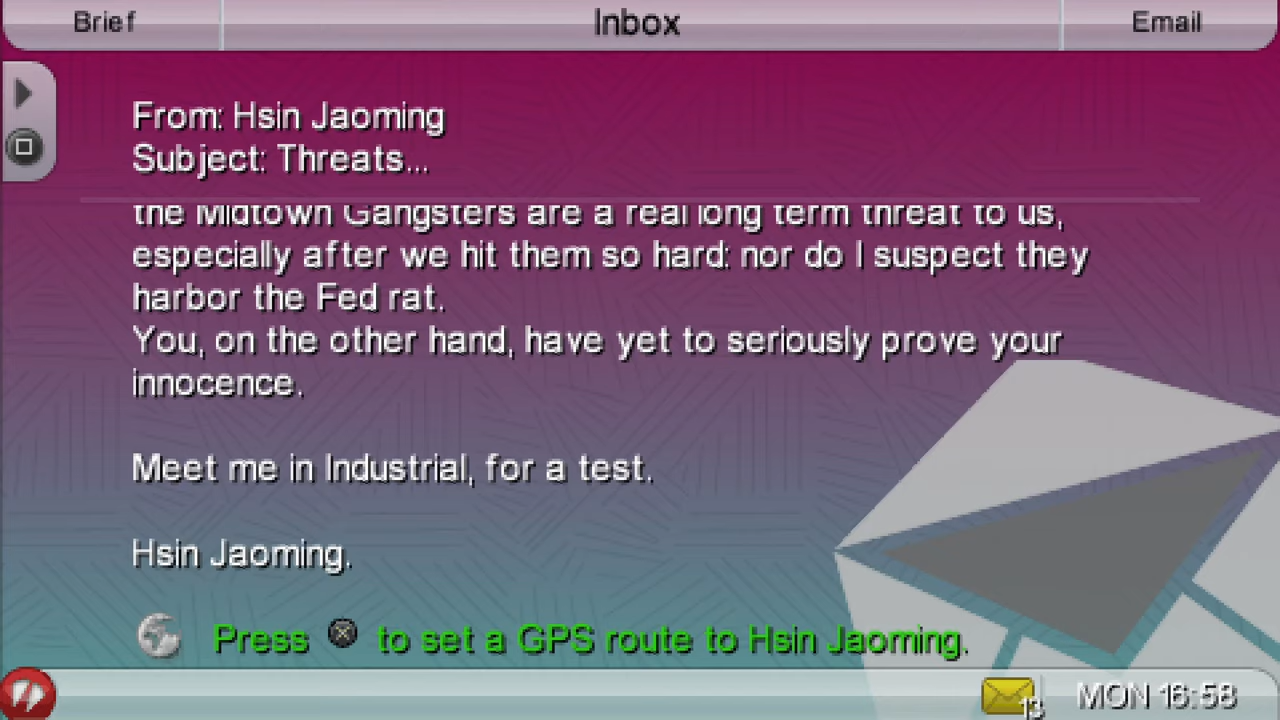 Brief
Inbox
Email
From: Hsin Jaoming
Subject: Threats...
the Midtown Gangsters are a real long term threat to us,
especially after we hit them so hard: nor do I suspect they
harbor the Fed rat.
You, on the other hand, have yet to seriously prove your
innocence.
Meet me in Industrial, for a test.
Hsin Jaoming.
Press to set a GPS route to Hsin Jaoming.
13
MON 16:58